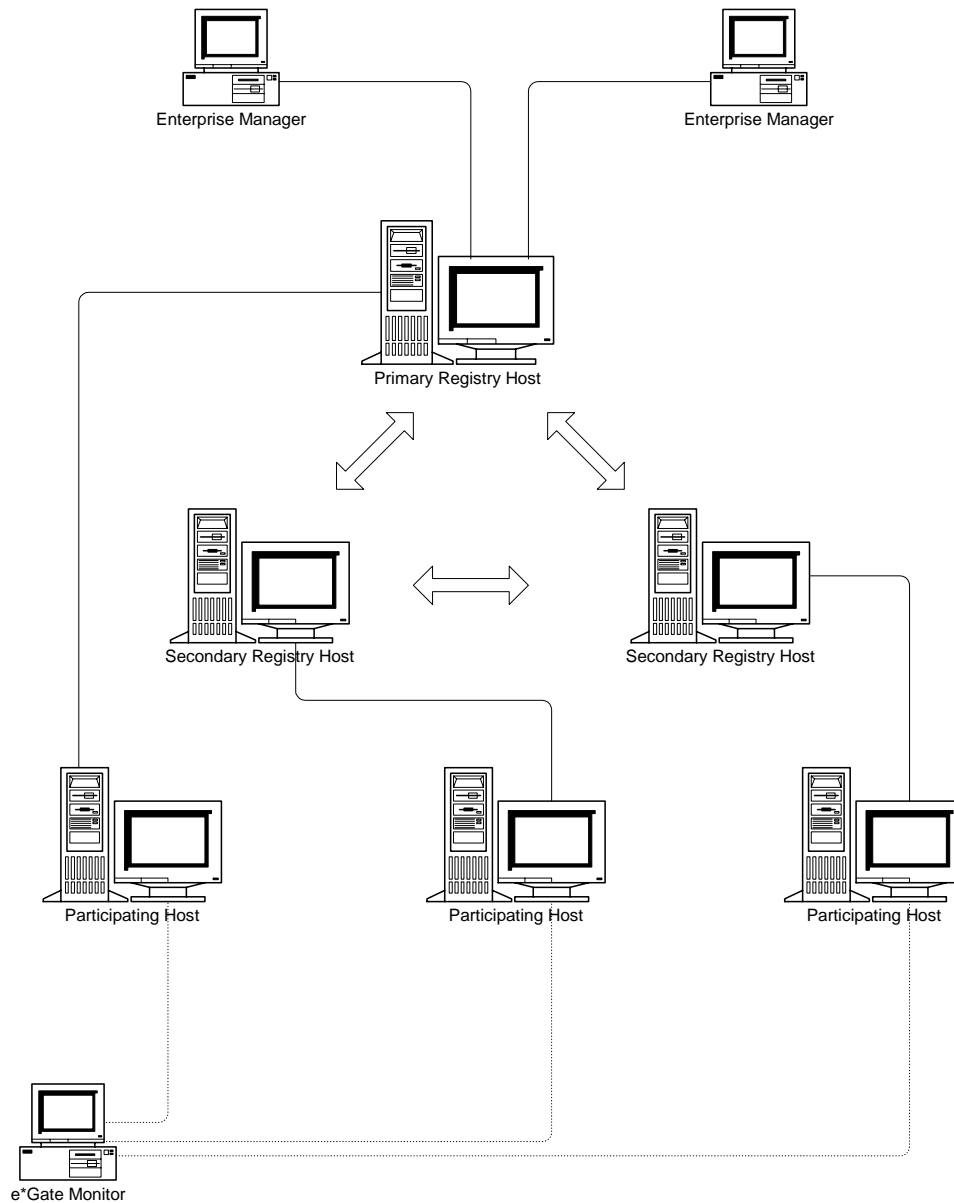 Enterprise Manager
Enterprise Manager
Primary Registry Host
Secondary Registry Host
Secondary Registry Host
Participating Host
Participating Host
Participating Host
e*Gate Monitor